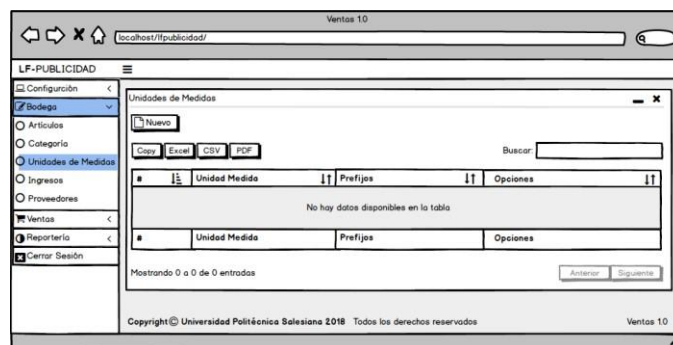 Ventas 1.0
localhost/lfpublicidad/
LF-PUBLICIDAD
Configurción
Bodega
Articulos
Categoría
Unidades de Medidas
Ingresos
Proveedores
Ventas
Reportería
Cerrar Sesión
Unidades de Medidas
Nuevo
Copy Excel CSV PDF
Buscar:
# Unidad Medida Prefijos Opciones
No hay datos disponibles en la tabla
# Unidad Medida Prefijos Opciones
Mostrando 0 a 0 de 0 entradas
Anterior Siguiente
Copyright© Universidad Politécnica Salesiana 2018 Todos los derechos reservados
Ventas 1.0